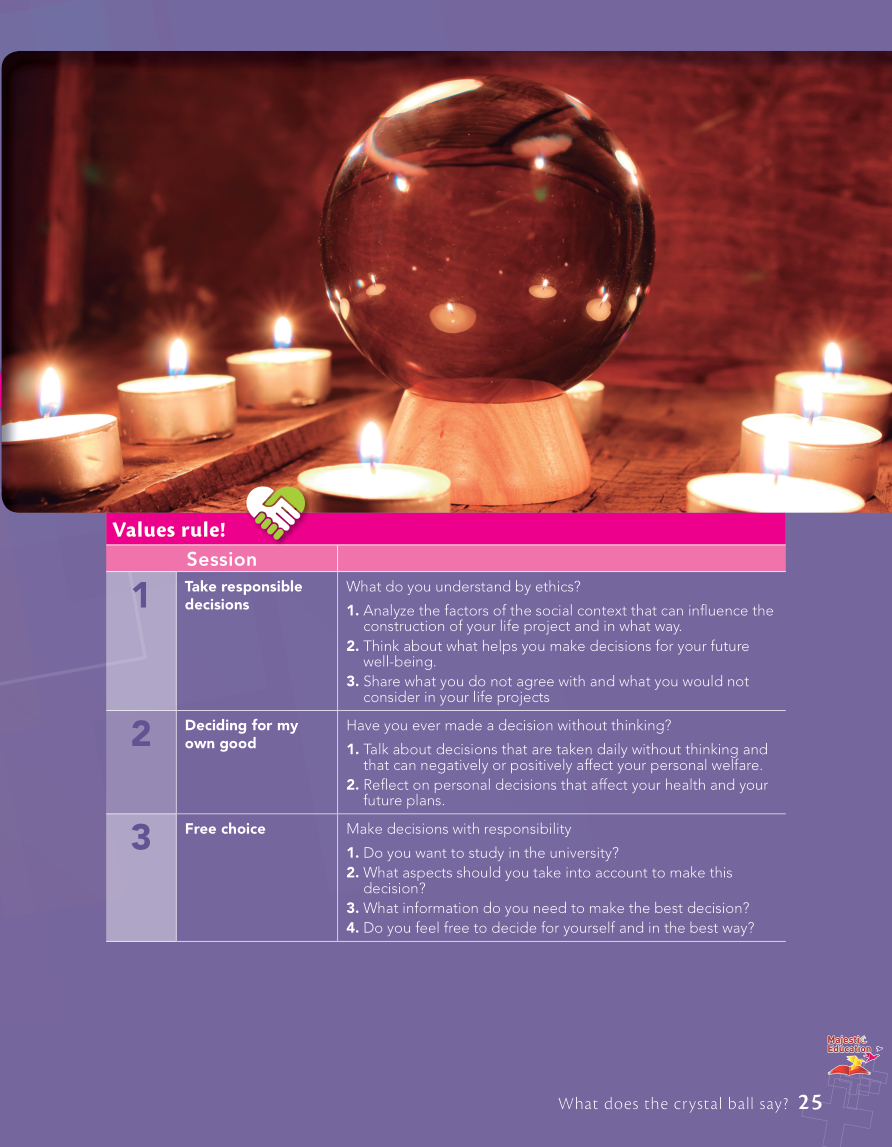 Values rule!
Session
1
Take responsible
decisions
What do you understand by ethics?
1. Analyze the factors of the social context that can influence the
construction of your life project and in what way.
2. Think about what helps you make decisions for your future
well-being.
3. Share what you do not agree with and what you would not
consider in your life projects
2
Deciding for my
own good
Have you ever made a decision without thinking?
1. Talk about decisions that are taken daily without thinking and
that can negatively or positively affect your personal welfare.
2. Reflect on personal decisions that affect your health and your
future plans.
3
Free choice
Make decisions with responsibility
1. Do you want to study in the university?
2. What aspects should you take into account to make this
decision?
3. What information do you need to make the best decision?
4. Do you feel free to decide for yourself and in the best way?
Majestic
Education
What does the crystal ball say? 25